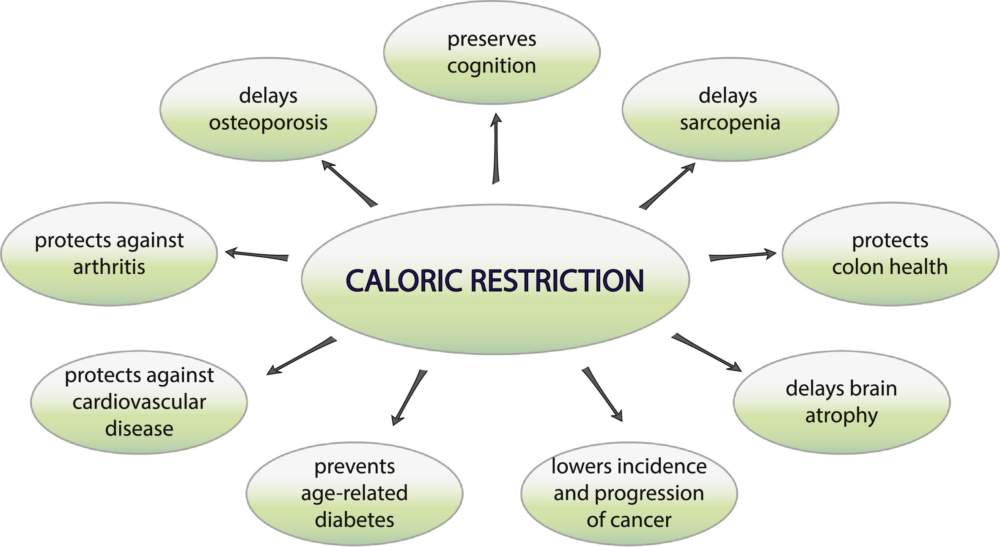 preserves
cognition
delays
osteoporosis
delays
sarcopenia
protects against
arthritis
CALORIC RESTRICTION
protects
colon health
protects against
cardiovascular
disease
delays brain
atrophy
prevents
age-related
diabetes
lowers incidence
and progression
of cancer